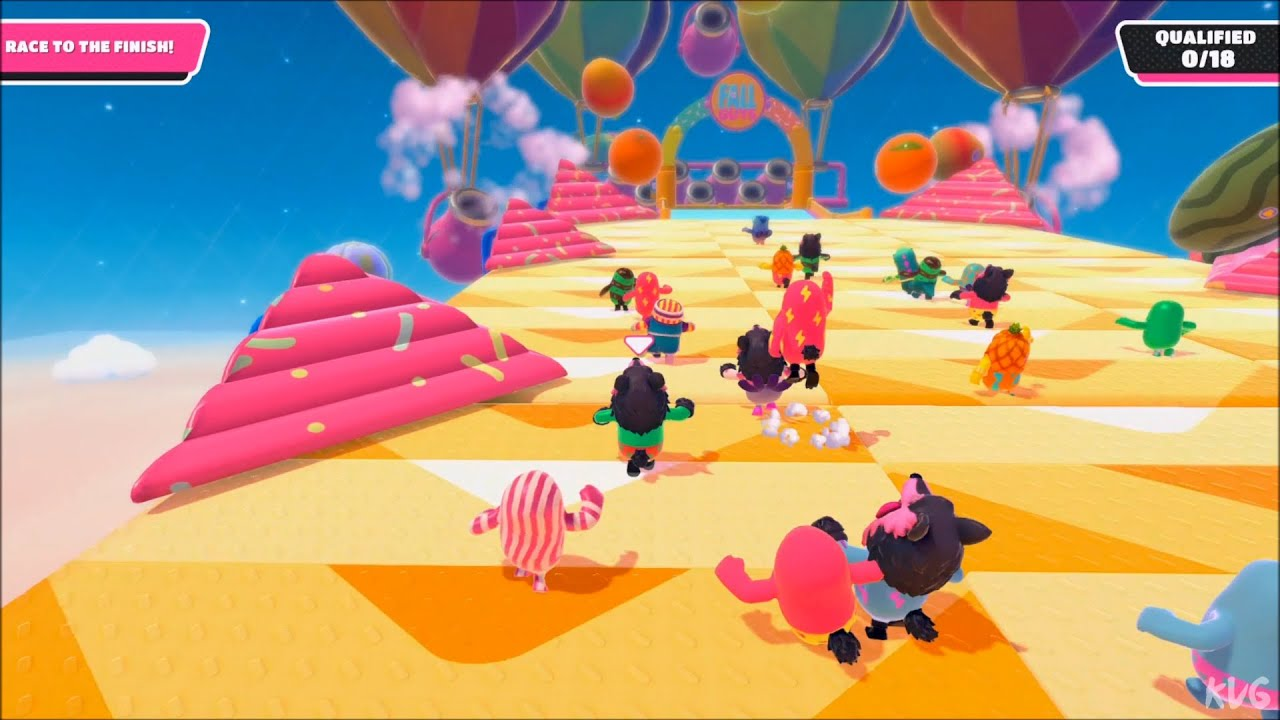 RACE TO THE FINISH!
QUALIFIED
0/18
FALL
GUYS
KVG